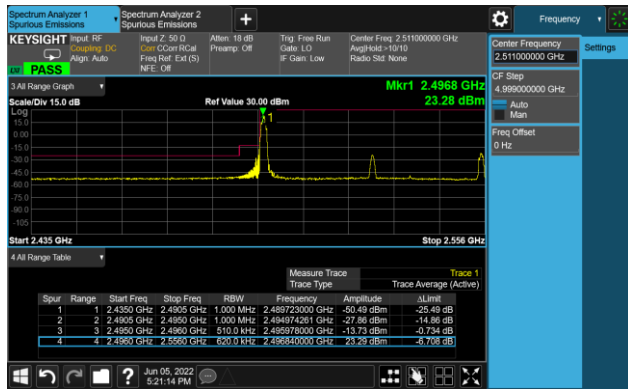 Spectrum Analyzer 1
Spurious Emissions
Spectrum Analyzer 2
Spurious Emissions
+
Frequency
KEYSIGHT
Input: RF
Coupling: DC
Align: Auto
Input Z: 50 Ω
Corr CCorr RCal
Freq Ref: Ext (S)
NFE: Off
Atten: 18 dB
Preamp: Off
Trig: Free Run
Gate: LO
IF Gain: Low
Center Freq: 2.511000000 GHz
Avg|Hold:>10/10
Radio Std: None
PASS
Center Frequency
2.511000000 GHz
Settings
CF Step
4.999000000 GHz
Auto
Man
Freq Offset
0 Hz
3 All Range Graph
Mkr1 2.4968 GHz
23.28 dBm
Scale/Div 15.0 dB
Ref Value 30.00 dBm
Log
15.0
0.00
-15.0
-30.0
-45.0
-60.0
-75.0
-90.0
-105
1
Start 2.435 GHz
Stop 2.556 GHz
4 All Range Table
Measure Trace Trace 1
Trace Type Trace Average (Active)
Spur Range Start Freq Stop Freq RBW Frequency Amplitude ΔLimit
1 1 2.4350 GHz 2.4905 GHz 1.000 MHz 2.489723000 GHz -50.49 dBm -25.49 dB
2 2 2.4905 GHz 2.4950 GHz 1.000 MHz 2.494974261 GHz -27.86 dBm -14.86 dB
3 3 2.4950 GHz 2.4960 GHz 510.0 kHz 2.495978000 GHz -13.73 dBm -0.734 dB
4 4 2.4960 GHz 2.5560 GHz 620.0 kHz 2.496840000 GHz 23.29 dBm -6.708 dB
?
Jun 05, 2022
5:21:14 PM